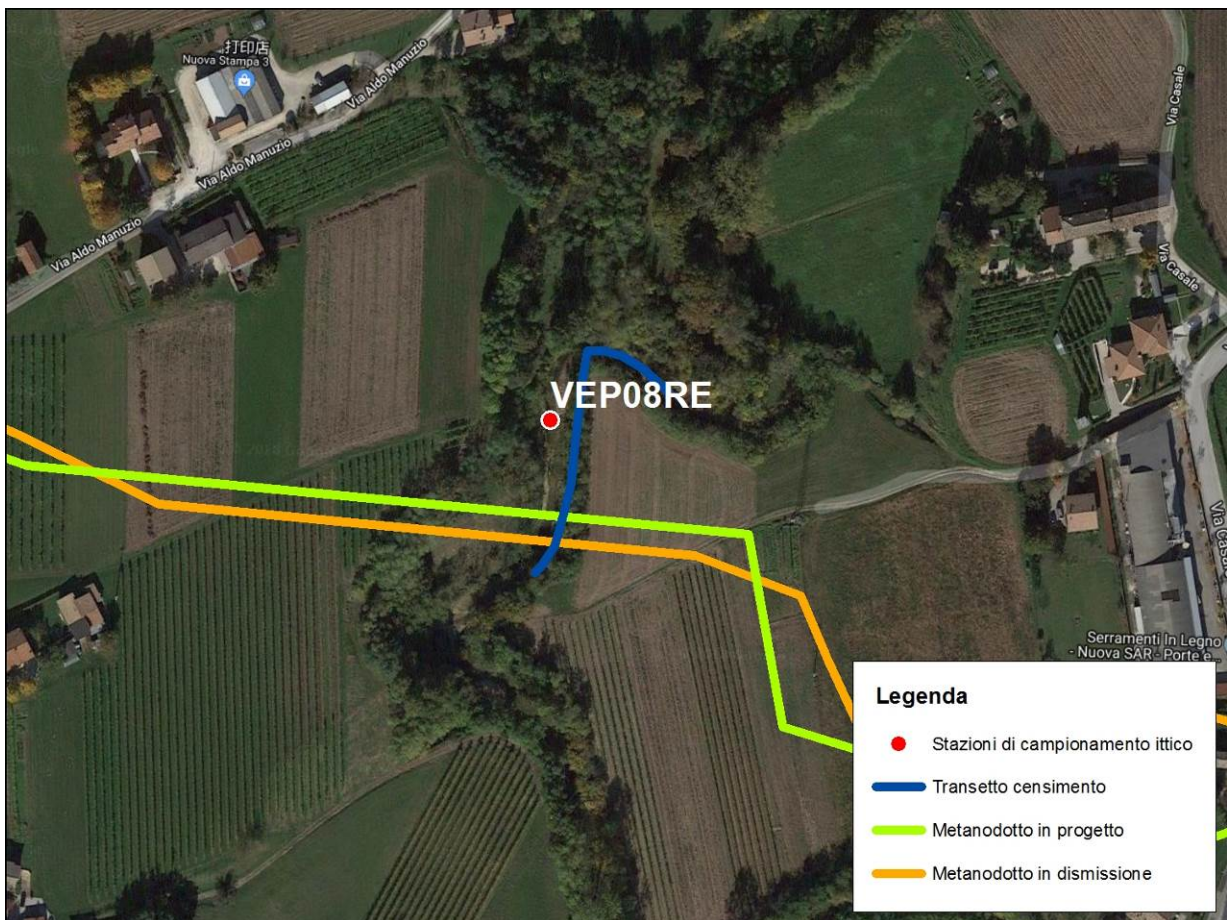 打印店
Nuova Stampa 3
Via Aldo Manuzio
Via Aldo Manuzio
Via Aldo Manuzio
Via Casale
Via Casale
VEP08RE
Serramenti In Legno
- Nuova SAR - Porte e
Legenda
Stazioni di campionamento ittico
Transetto censimento
Metanodotto in progetto
Metanodotto in dismissione